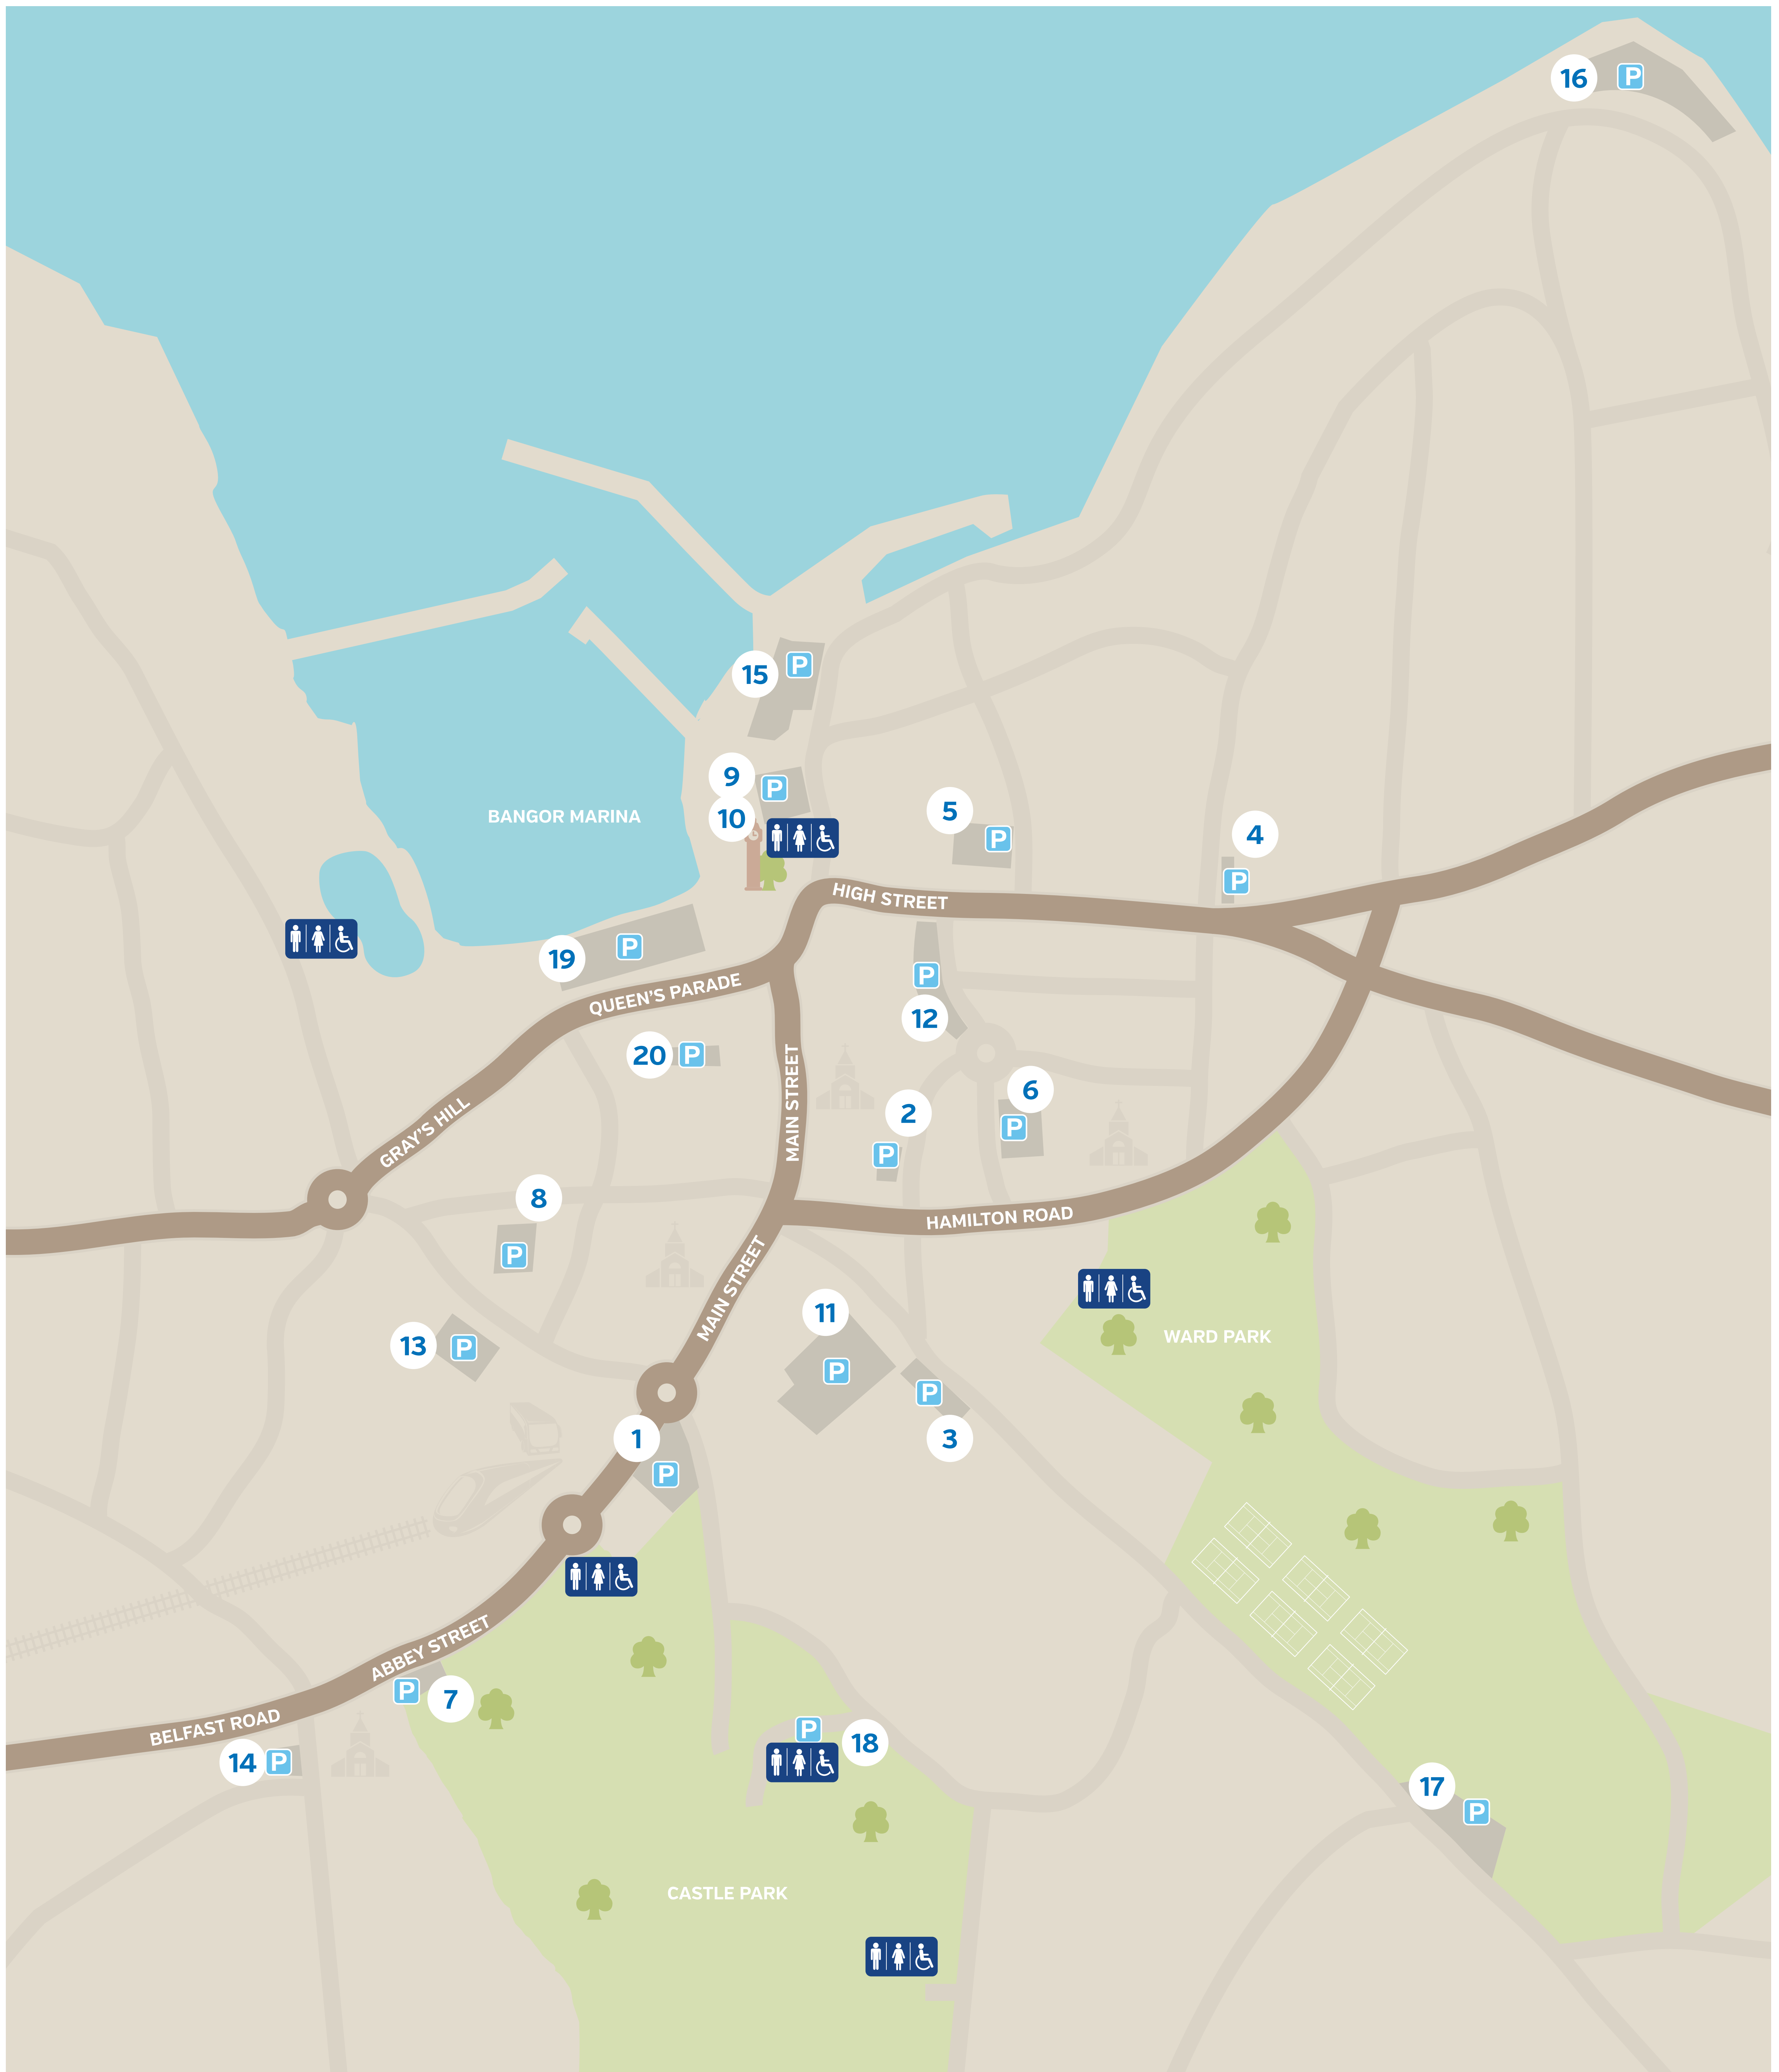 16
P
15
P
9
P
10
BANGOR MARINA
5
P
4
P
HIGH STREET
19
P
QUEEN'S PARADE
P
12
20
P
MAIN STREET
GRAY'S HILL
2
P
6
P
8
P
HAMILTON ROAD
MAIN STREET
11
P
13
P
WARD PARK
P
3
1
P
ABBEY STREET
P
7
BELFAST ROAD
14
P
P
18
17
P
CASTLE PARK